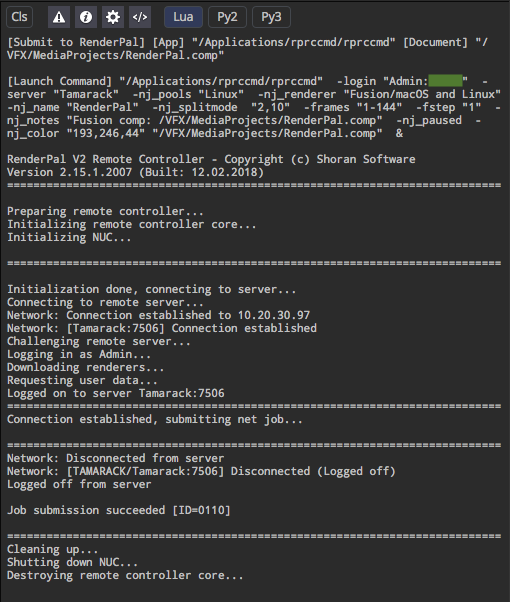 Cls Lua Py2 Py3
[Submit to RenderPal] [App] "/Applications/rprccmd/rprccmd" [Document] "/
VFX/MediaProjects/RenderPal.comp"
[Launch Command] "/Applications/rprccmd/rprccmd" -login "Admin: " -
server "Tamarack" -nj_pools "Linux" -nj_renderer "Fusion/macOS and Linux"
-nj_name "RenderPal" -nj_splitmode "2,10" -frames "1-144" -fstep "1" -
nj_notes "Fusion comp: /VFX/MediaProjects/RenderPal.comp" -nj_paused -
nj_color "193,246,44" "/VFX/MediaProjects/RenderPal.comp" &
RenderPal V2 Remote Controller - Copyright (c) Shoran Software
Version 2.15.1.2007 (Built: 12.02.2018)
===========================================================================
Preparing remote controller...
Initializing remote controller core...
Initializing NUC...
===========================================================================
Initialization done, connecting to server...
Connecting to remote server...
Network: Connection established to 10.20.30.97
Network: [Tamarack:7506] Connection established
Challenging remote server...
Logging in as Admin...
Downloading renderers...
Requesting user data...
Logged on to server Tamarack:7506
===========================================================================
Connection established, submitting net job...
===========================================================================
Network: Disconnected from server
Network: [TAMARACK/Tamarack:7506] Disconnected (Logged off)
Logged off from server
Job submission succeeded [ID=0110]
===========================================================================
Cleaning up...
Shutting down NUC...
Destroying remote controller core...